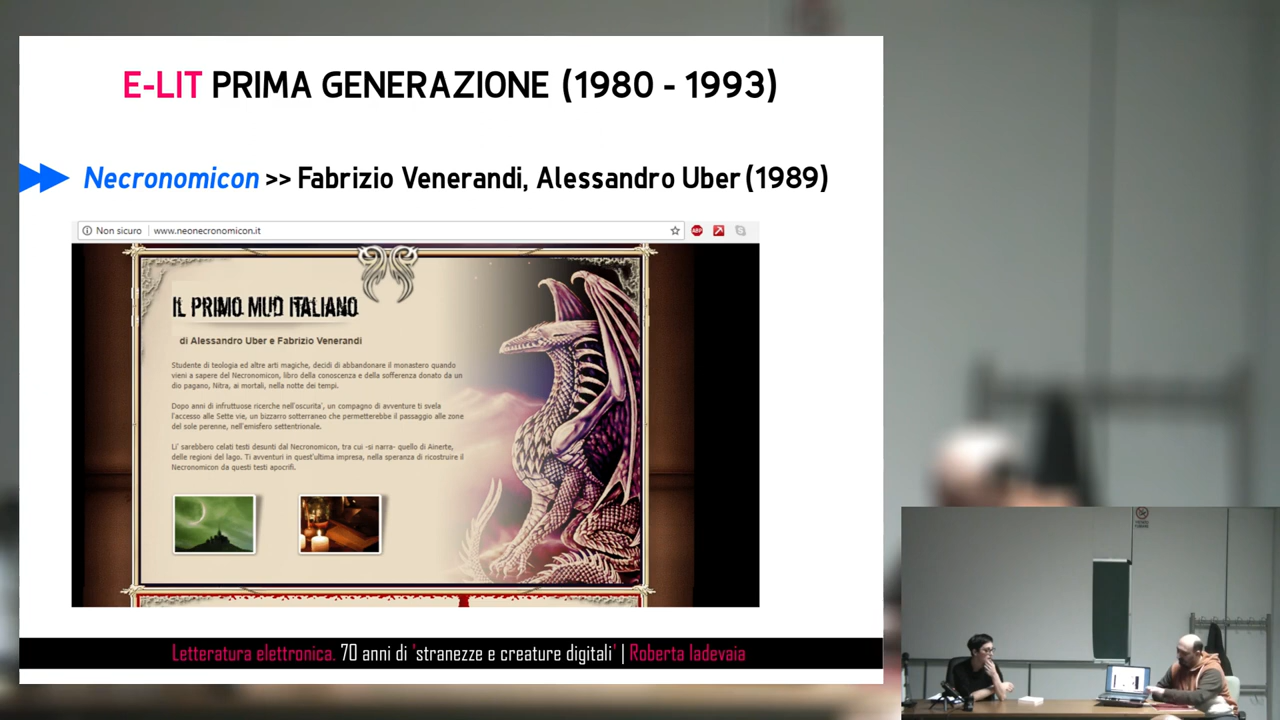 E-LIT PRIMA GENERAZIONE (1980 - 1993)
Necronomicon >> Fabrizio Venerandi, Alessandro Uber (1989)
Non sicuro www.neonecronomicon.it
ABP
IL PRIMO MUD ITALIANO
di Alessandro Uber e Fabrizio Venerandi
Studente di teologia ed altre arti magiche, decidi di abbandonare il monastero quando
vieni a sapere del Necronomicon, libro della conoscenza e della sofferenza donato da un
dio pagano, Nitra, ai mortali, nella notte dei tempi.
Dopo anni di infruttuose ricerche nell'oscurita', un compagno di avventure ti svela
l'accesso alle Sette vie, un bizzarro sotterraneo che permetterebbe il passaggio alle zone
del sole perenne, nell'emisfero settentrionale.
Li' sarebbero celati testi desunti dal Necronomicon, tra cui -si narra- quello di Ainerte,
delle regioni del lago. Ti avventuri in quest'ultima impresa, nella speranza di ricostruire il
Necronomicon da questi testi apocrifi.
Letteratura elettronica. 70 anni di 'stranezze e creature digitali' | Roberta Iadevaia